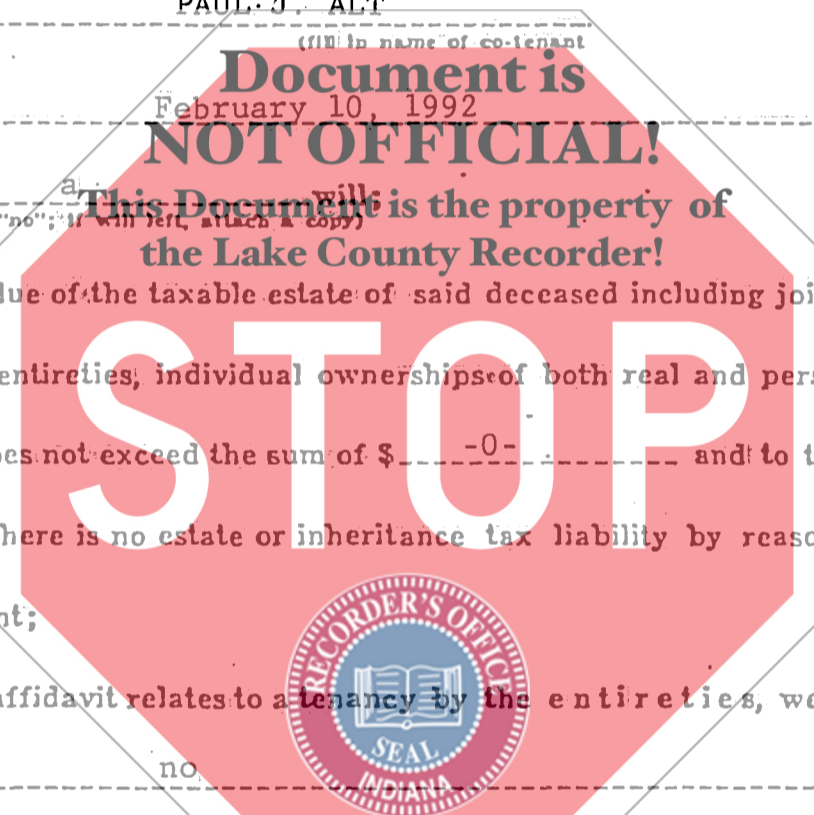 PAUL J. ALT
(fill in name of co-tenant
Document is
February 10, 1992
NOT OFFICIAL!
a will;
This Document is the property of
"no"; if will left, attach a copy)
the Lake County Recorder!
lue of the taxable estate of said deceased including joi
STOP
entireties, individual ownerships of both real and pers
es not exceed the sum of $ -0- and to t
here is no estate or inheritance tax liability by reaso
nt;
RECORDER'S OFFICE
affidavit relates to a tenancy by the entireties, we
SEAL
no
INDIANA